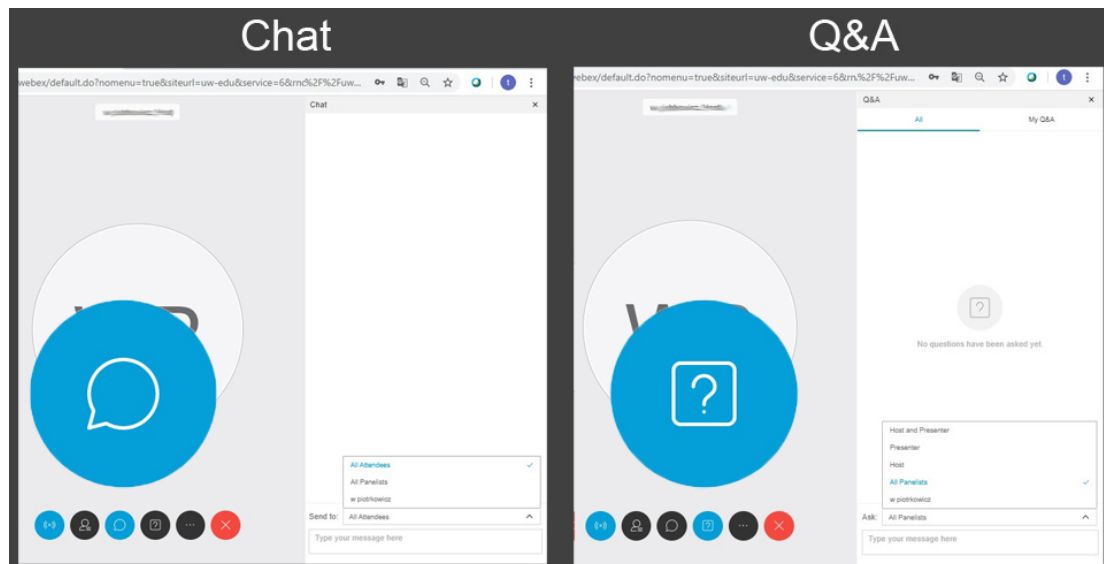 Chat
webex/default.do?nomenu=true&siteurl=uw-edu&service=6&rnd%2F%2Fuw...
t
Chat
All Attendees
All Panelists
w piotrkowicz
Send to: All Attendees
Type your message here
Q&A
ebex/default.do?nomenu=true&siteurl=uw-edu&service=6&rn.%2F%2Fuw...
t
Q&A
All My Q&A
?
No questions have been asked yet.
Host and Presenter
Presenter
Host
All Panelists
w piotrkowicz
Ask: All Panelists
Type your message here